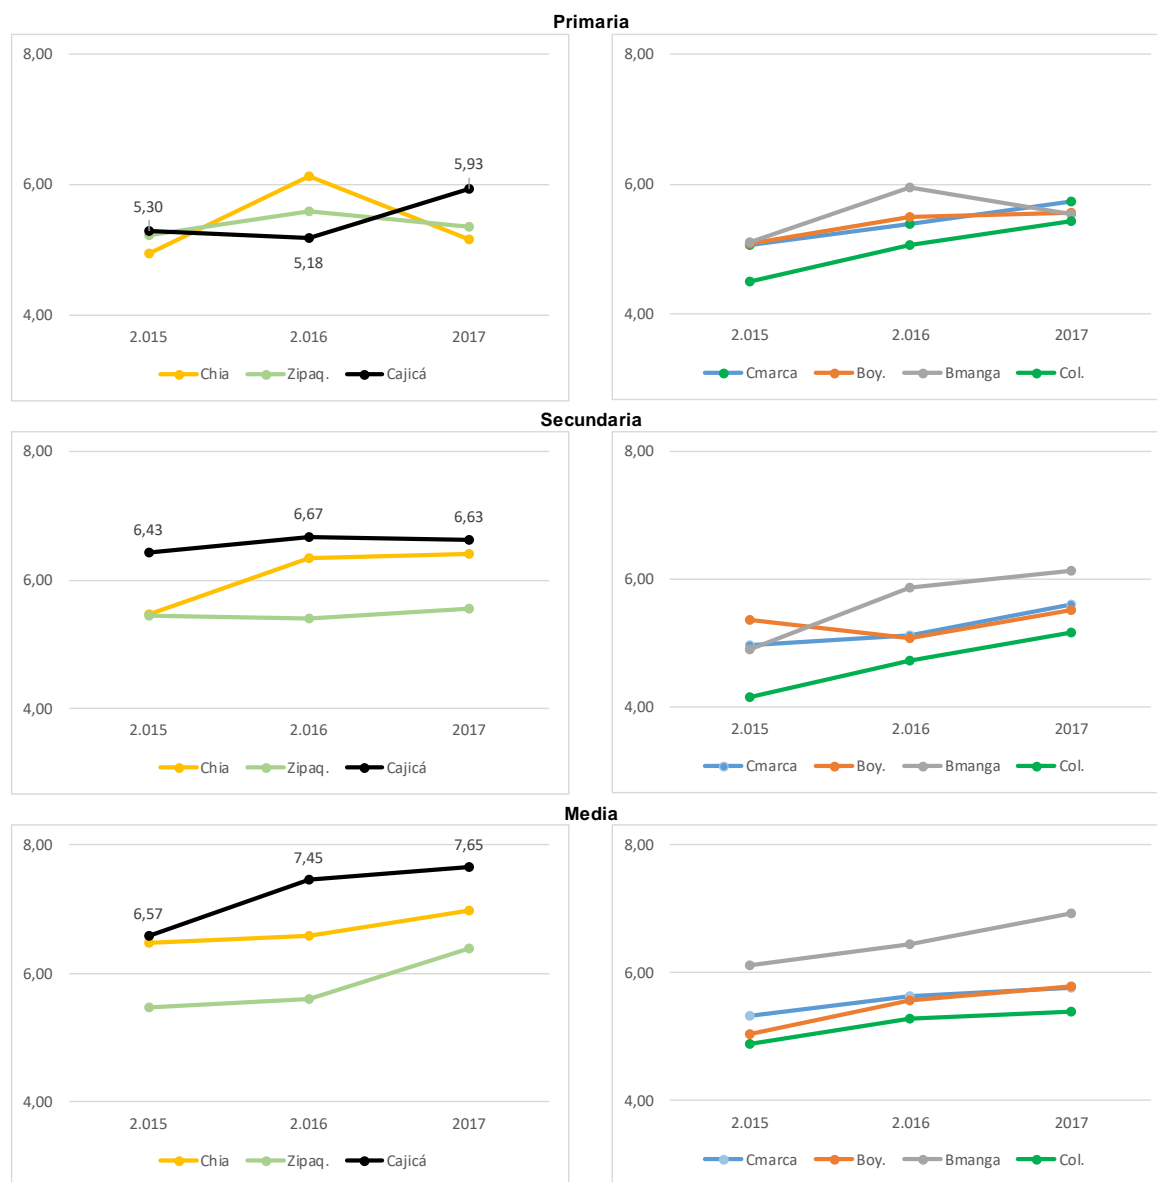 Primaria
8,00
6,00
4,00
5,30
5,18
5,93
2.015 2.016 2017
Chia Zipaq. Cajicá
8,00
6,00
4,00
2.015 2.016 2017
Cmarca Boy. Bmanga Col.
Secundaria
8,00
6,00
4,00
6,43
6,67
6,63
2.015 2.016 2017
Chia Zipaq. Cajicá
8,00
6,00
4,00
2.015 2.016 2017
Cmarca Boy. Bmanga Col.
Media
8,00
6,00
4,00
6,57
7,45
7,65
2.015 2.016 2017
Chia Zipaq. Cajicá
8,00
6,00
4,00
2.015 2.016 2017
Cmarca Boy. Bmanga Col.